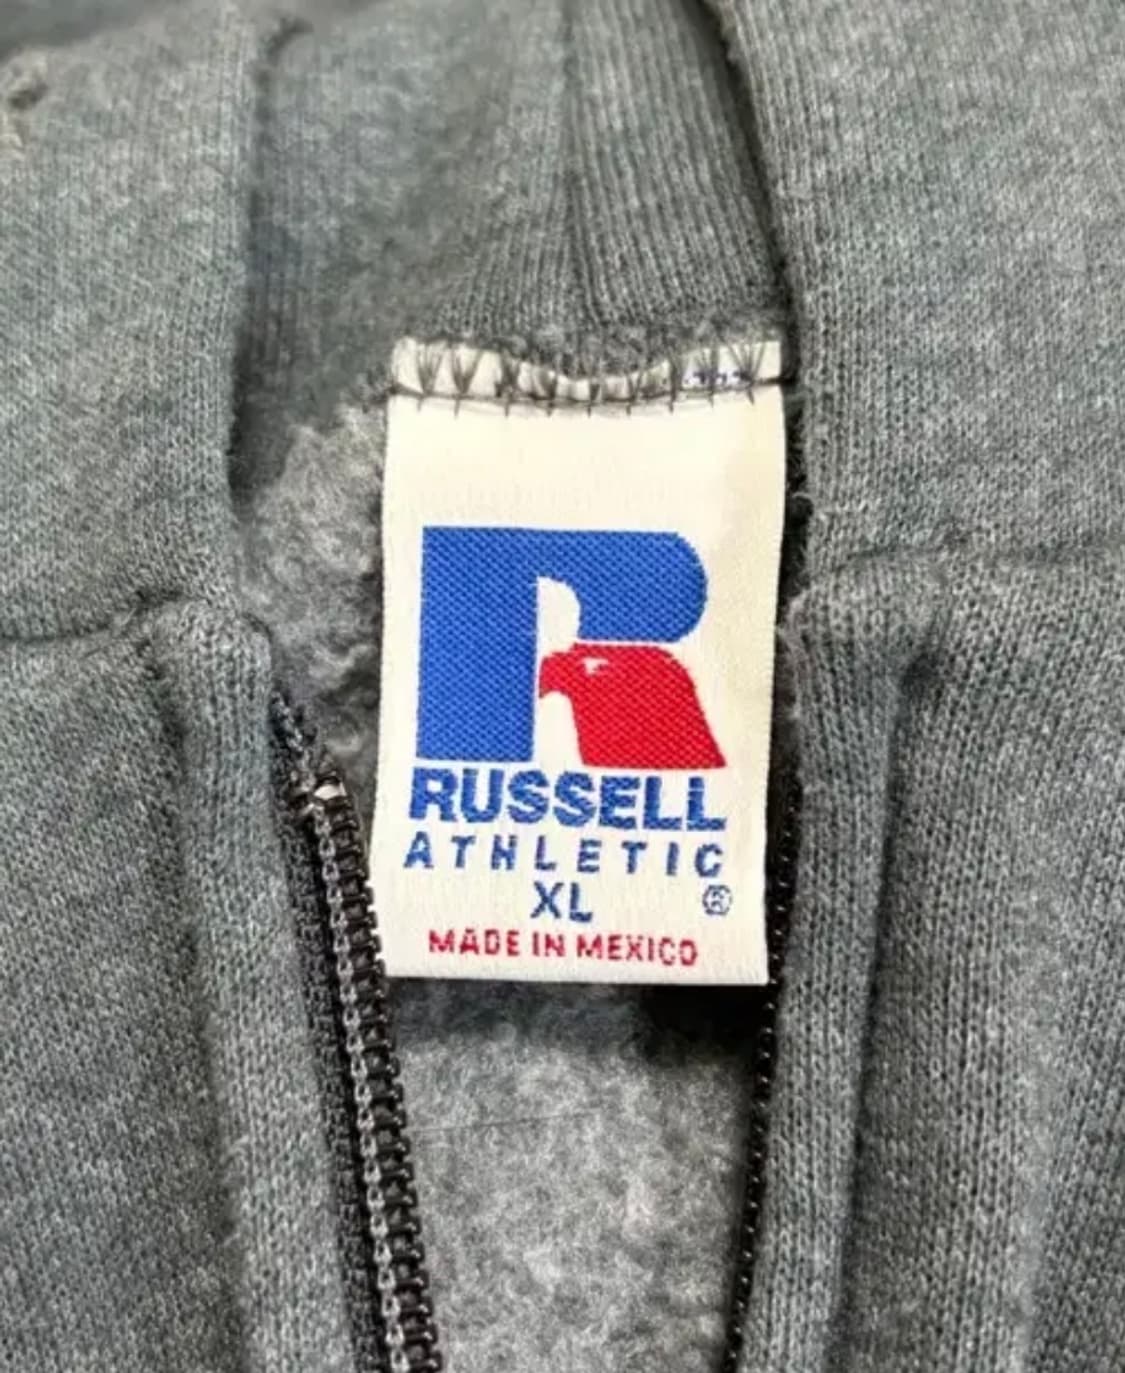 R
RUSSELL
ATHLETIC
XL ®
MADE IN MEXICO